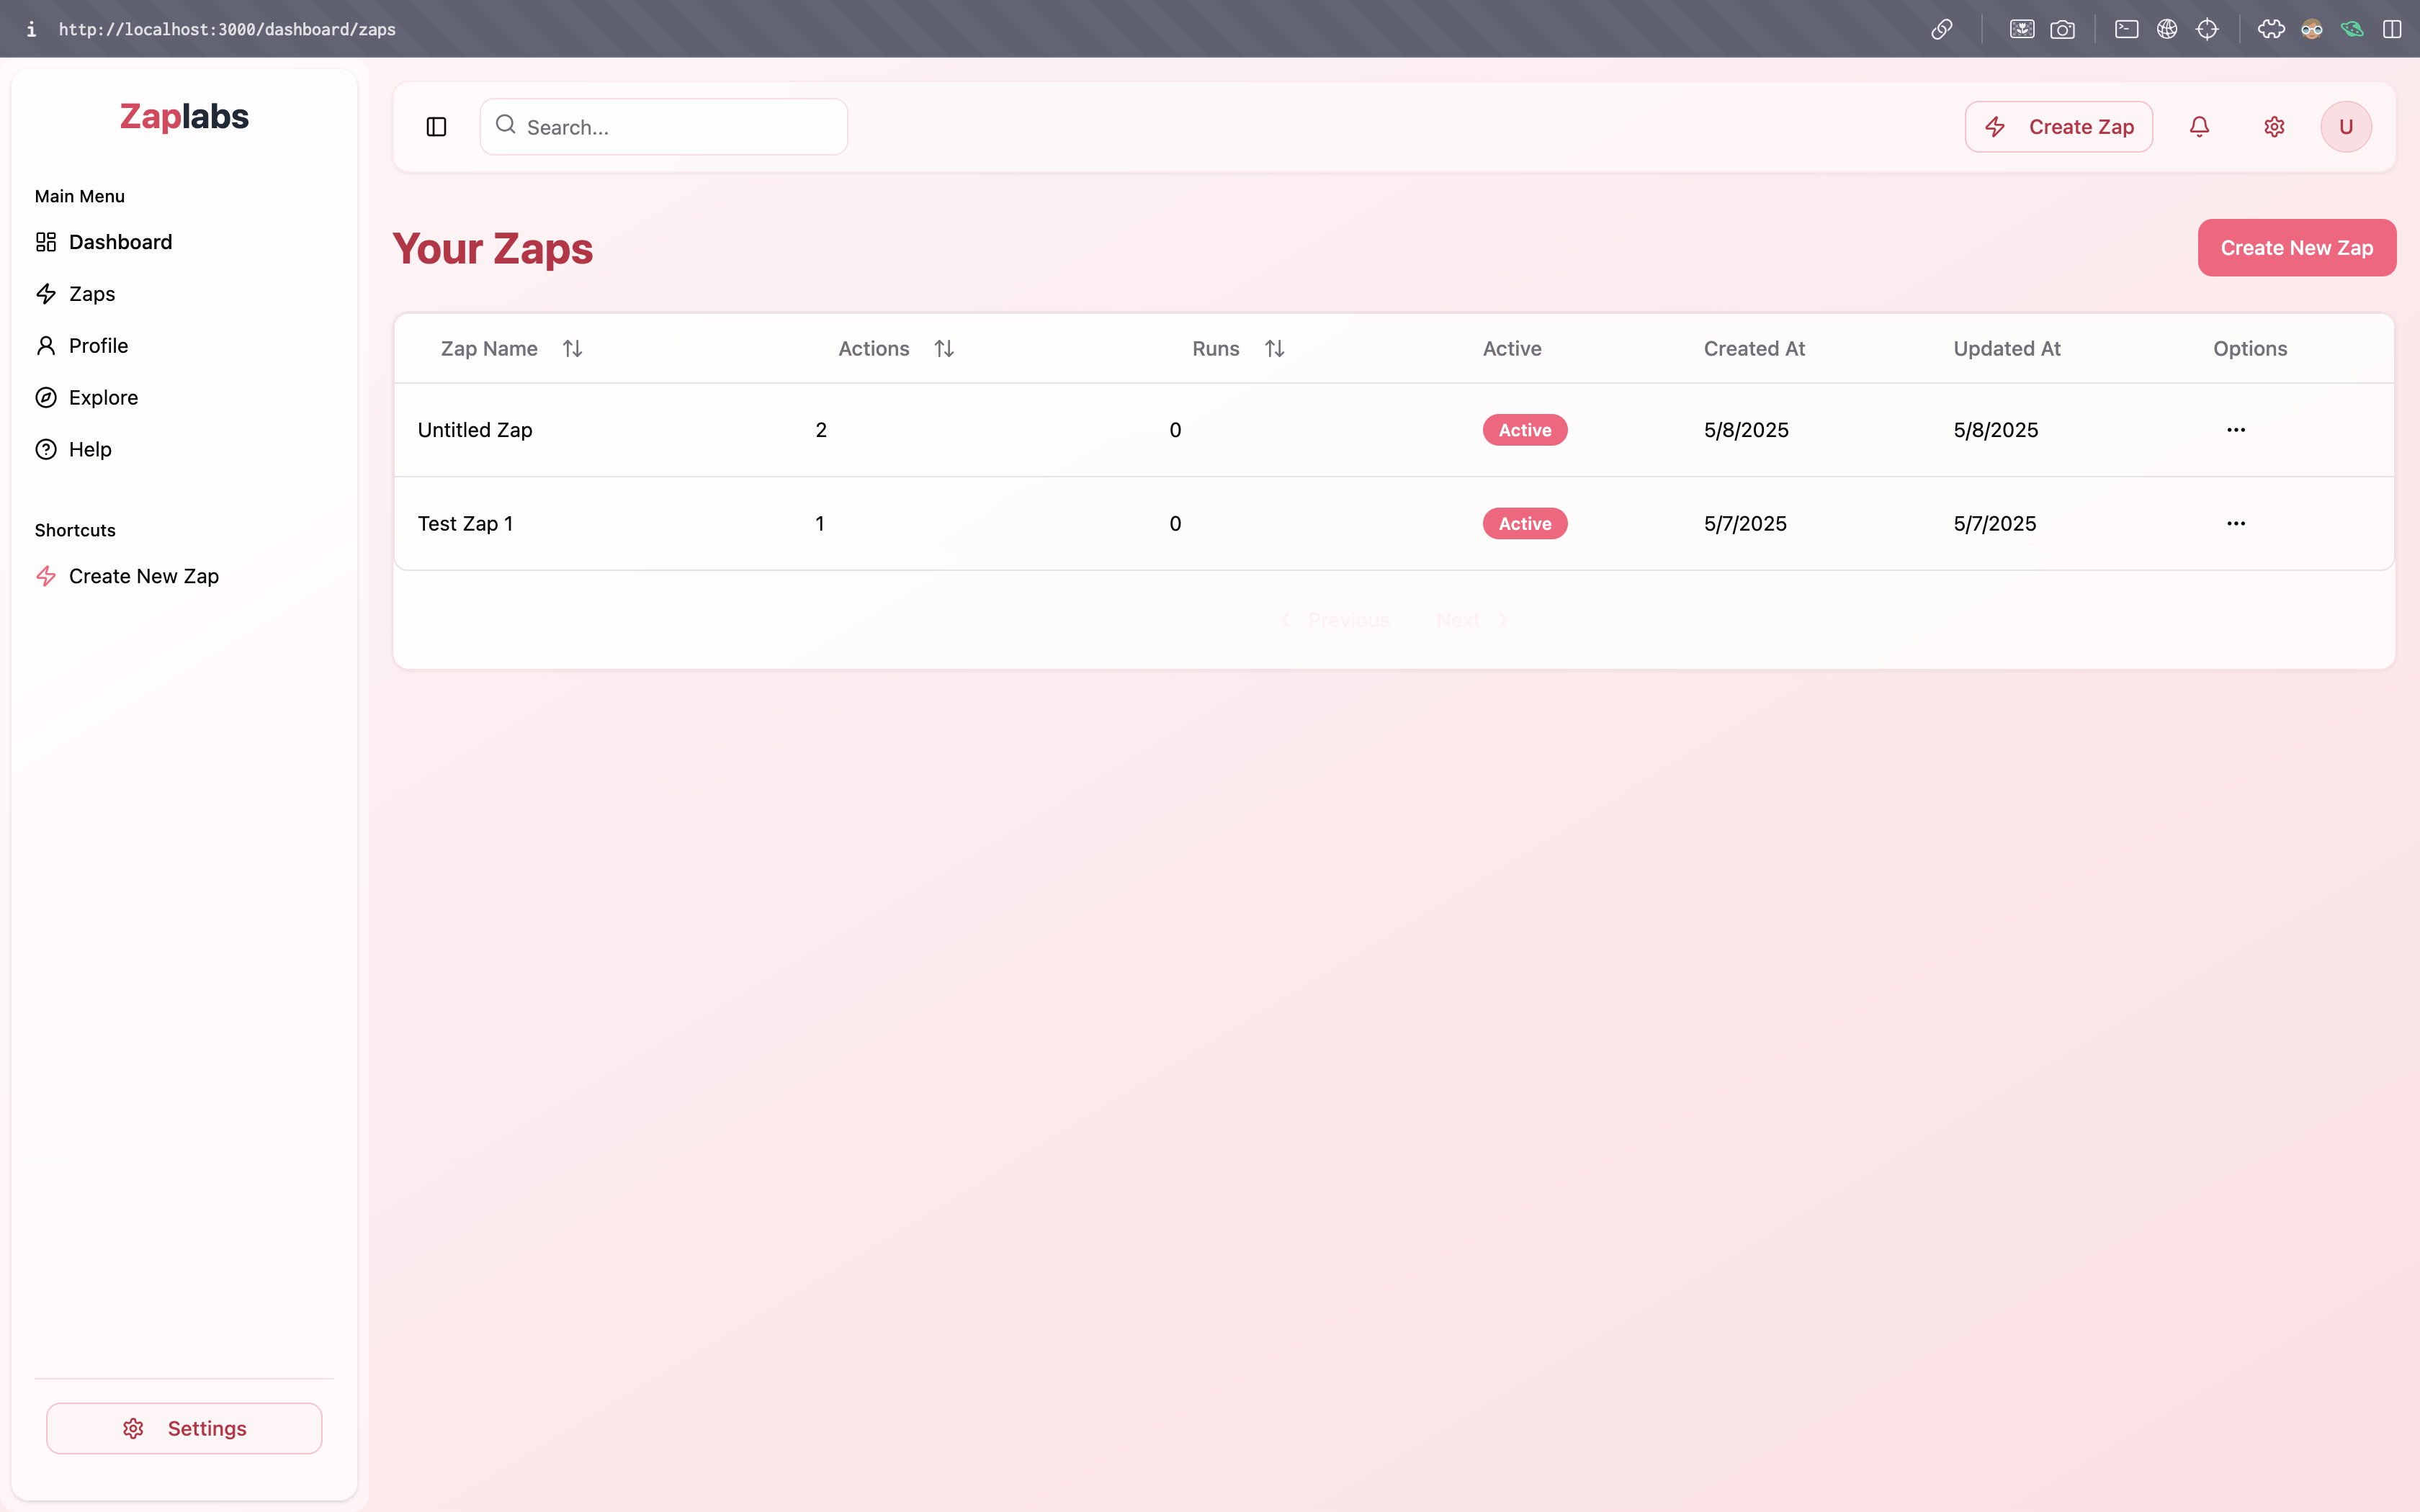 http://localhost:3000/dashboard/zaps
Zaplabs
Main Menu
Dashboard
Zaps
Profile
Explore
Help
Shortcuts
Create New Zap
Settings
Search...
Create Zap
U
Your Zaps
Create New Zap
Zap Name Actions Runs Active Created At Updated At Options
Untitled Zap 2 0 Active 5/8/2025 5/8/2025
Test Zap 1 1 0 Active 5/7/2025 5/7/2025
Previous Next